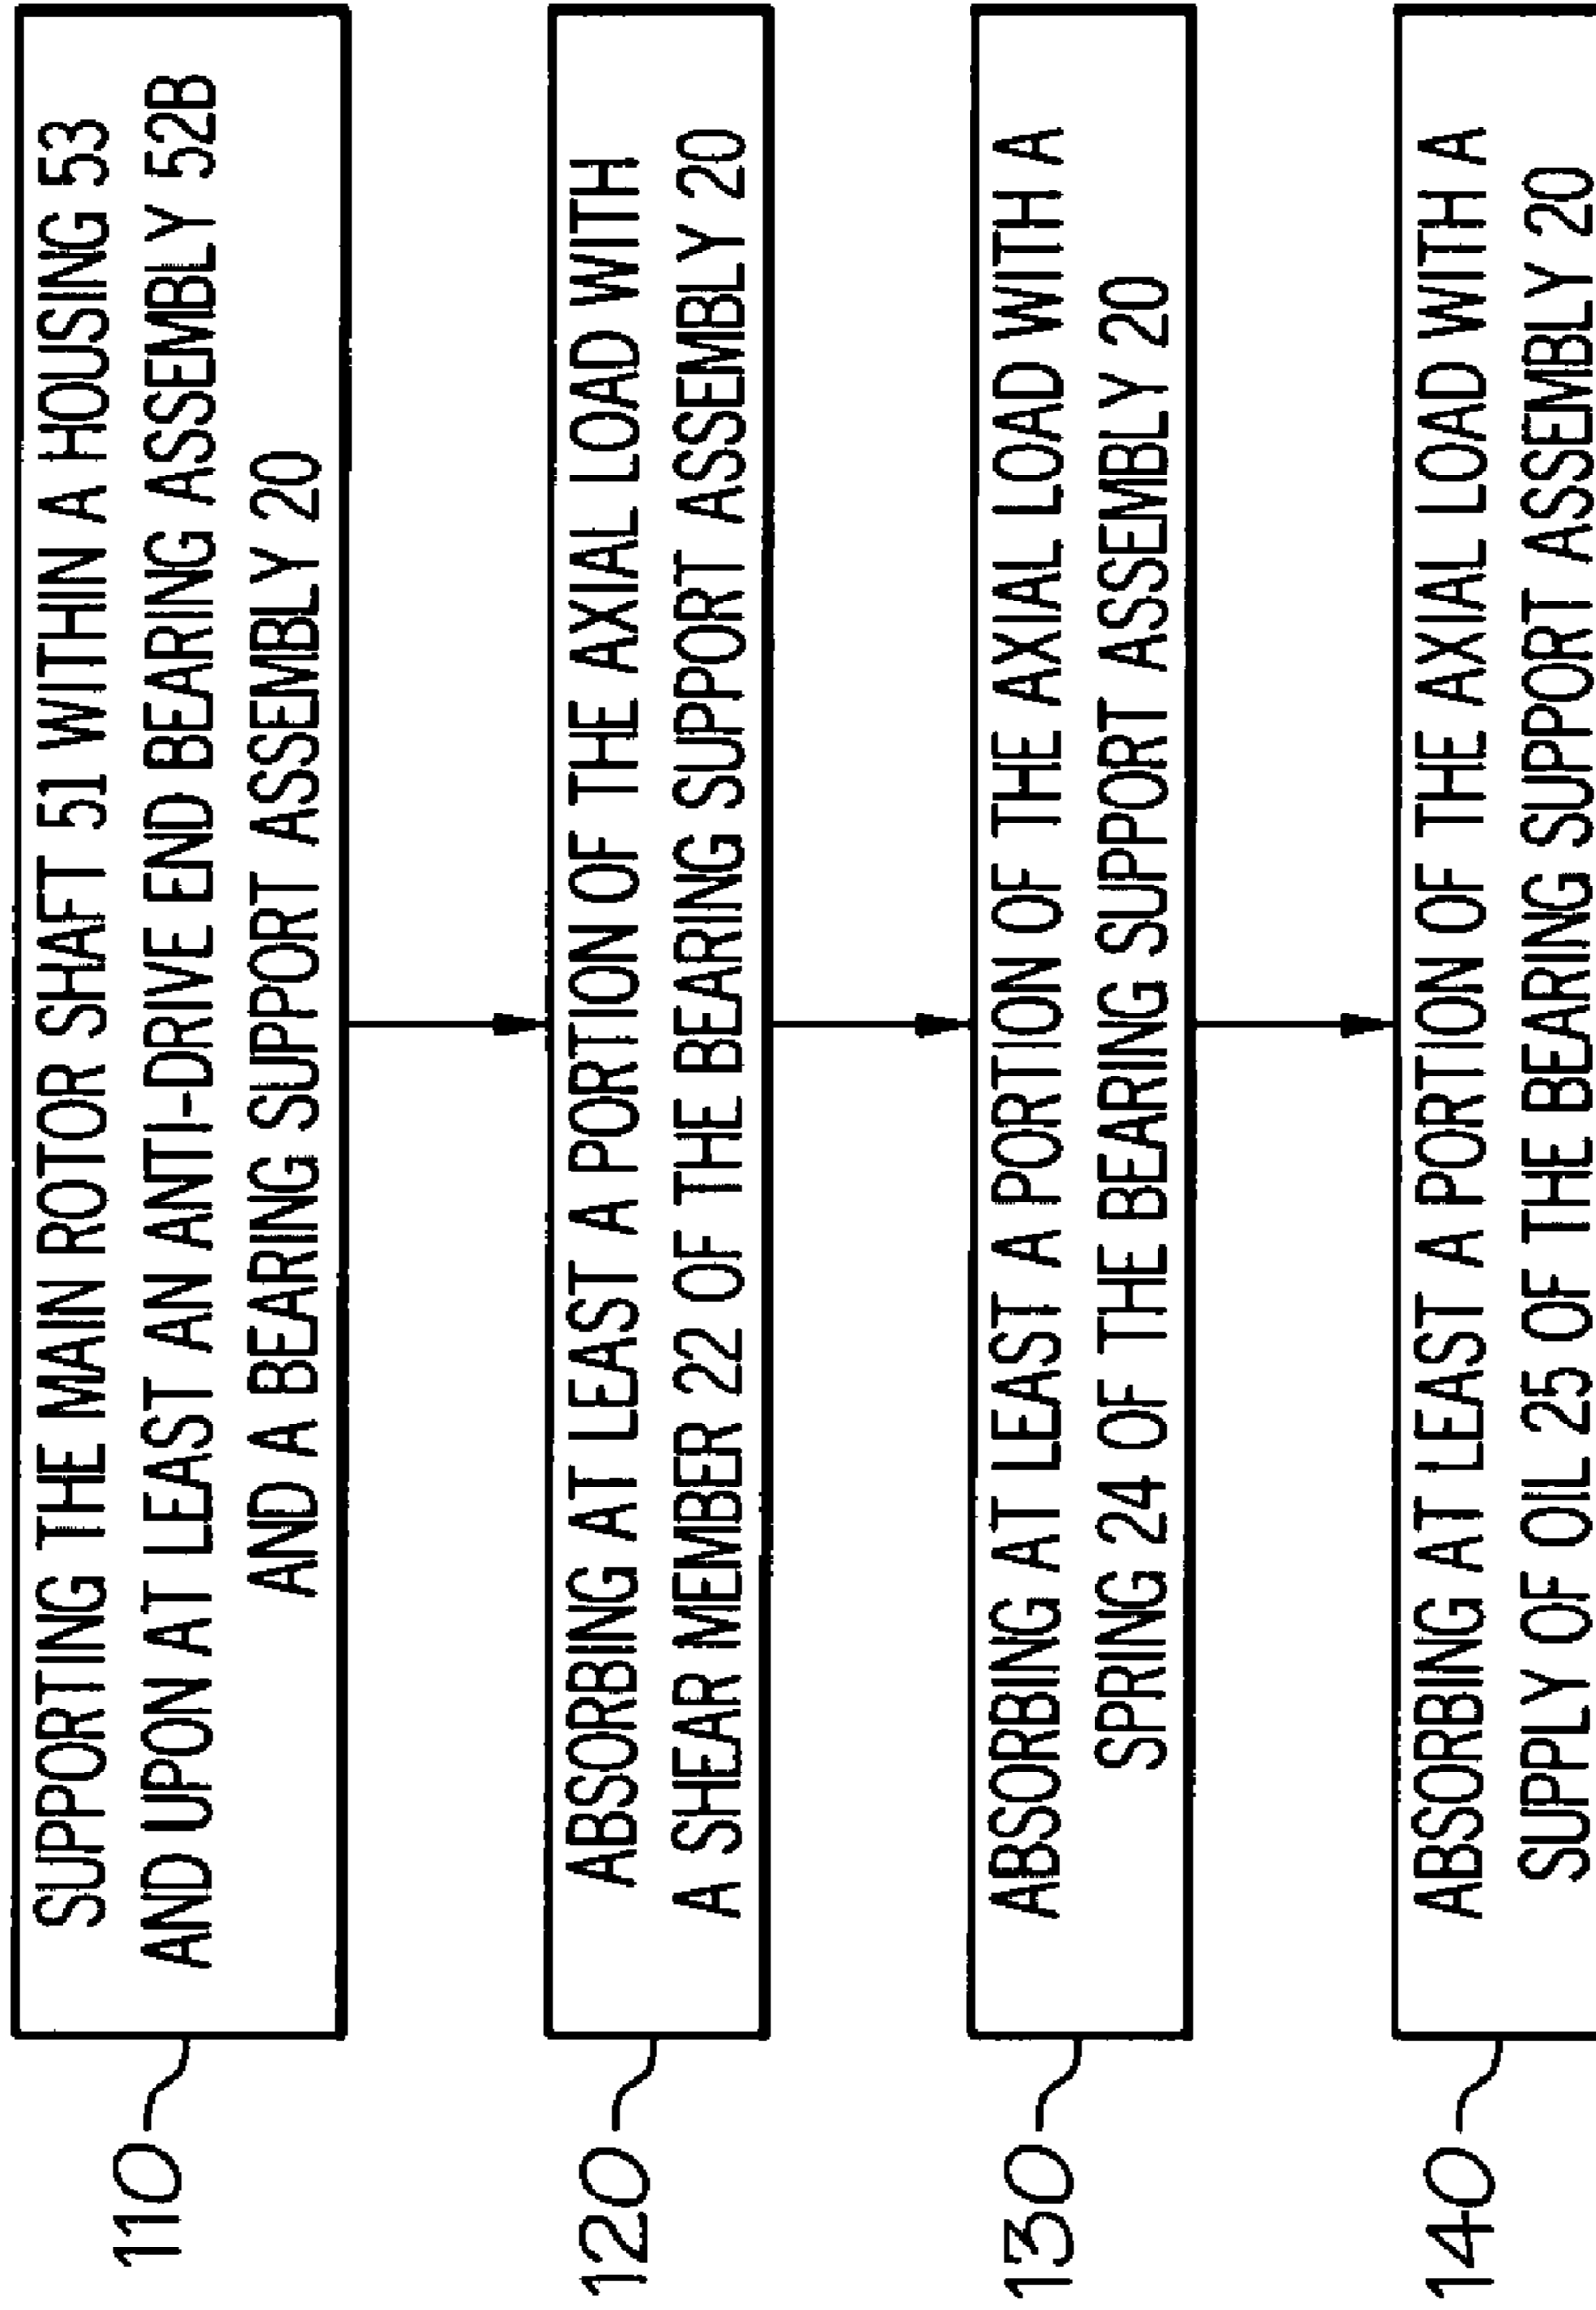 110
SUPPORTING THE MAIN ROTOR SHAFT 51 WITHIN A HOUSING 53
AND UPON AT LEAST AN ANTI-DRIVE END BEARING ASSEMBLY 52B
AND A BEARING SUPPORT ASSEMBLY 20
120
ABSORBING AT LEAST A PORTION OF THE AXIAL LOAD WITH
A SHEAR MEMBER 22 OF THE BEARING SUPPORT ASSEMBLY 20
130
ABSORBING AT LEAST A PORTION OF THE AXIAL LOAD WITH A
SPRING 24 OF THE BEARING SUPPORT ASSEMBLY 20
140
ABSORBING AT LEAST A PORTION OF THE AXIAL LOAD WITH A
SUPPLY OF OIL 25 OF THE BEARING SUPPORT ASSEMBLY 20